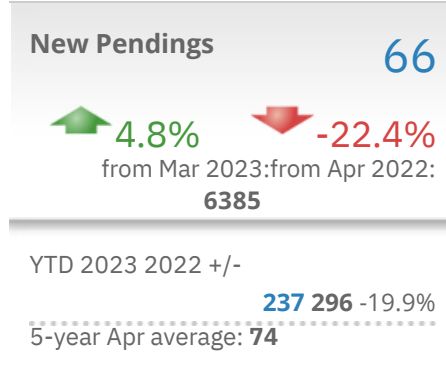 New Pendings 66
4.8% -22.4%
from Mar 2023:from Apr 2022:
6385
YTD 2023 2022 +/-
237 296 -19.9%
5-year Apr average: 74